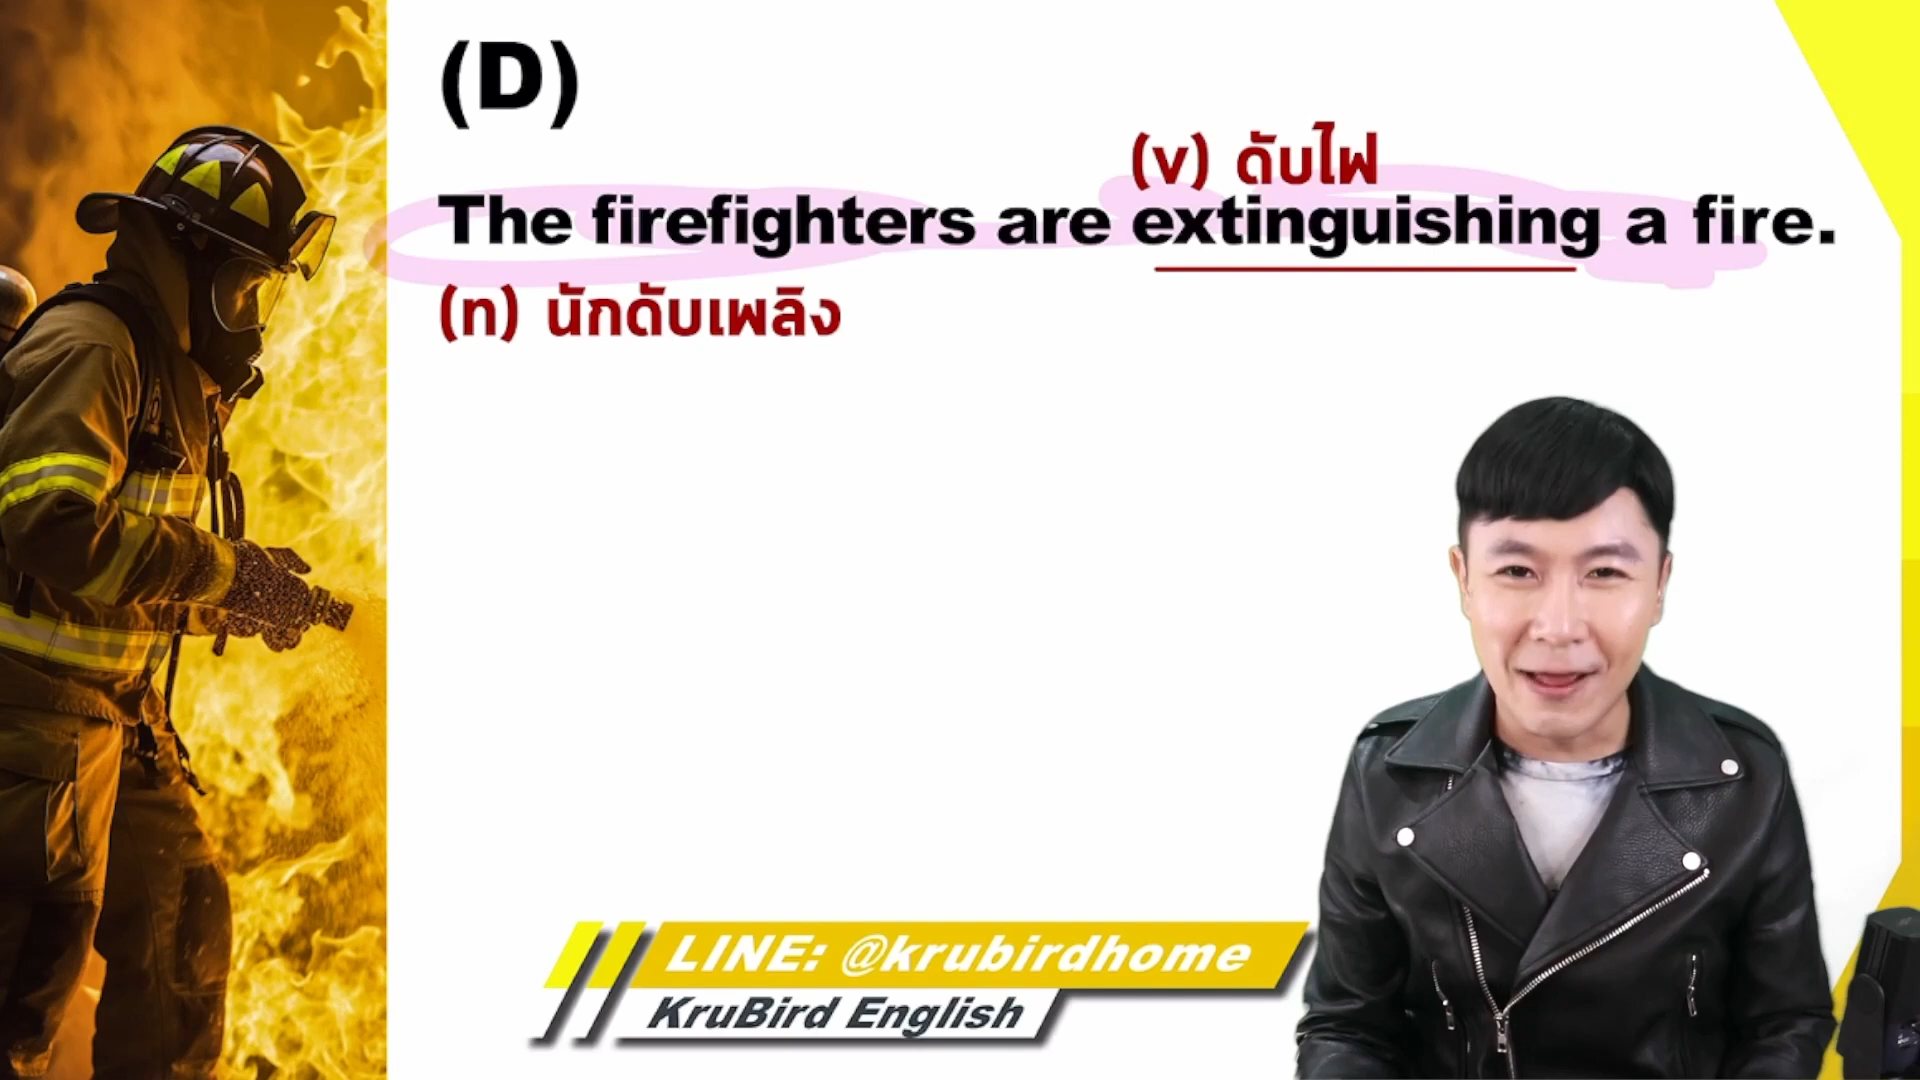 (D)
(v) ดับไฟ
The firefighters are extinguishing a fire.
(n) นักดับเพลิง
LINE: @krubirdhome
KruBird English